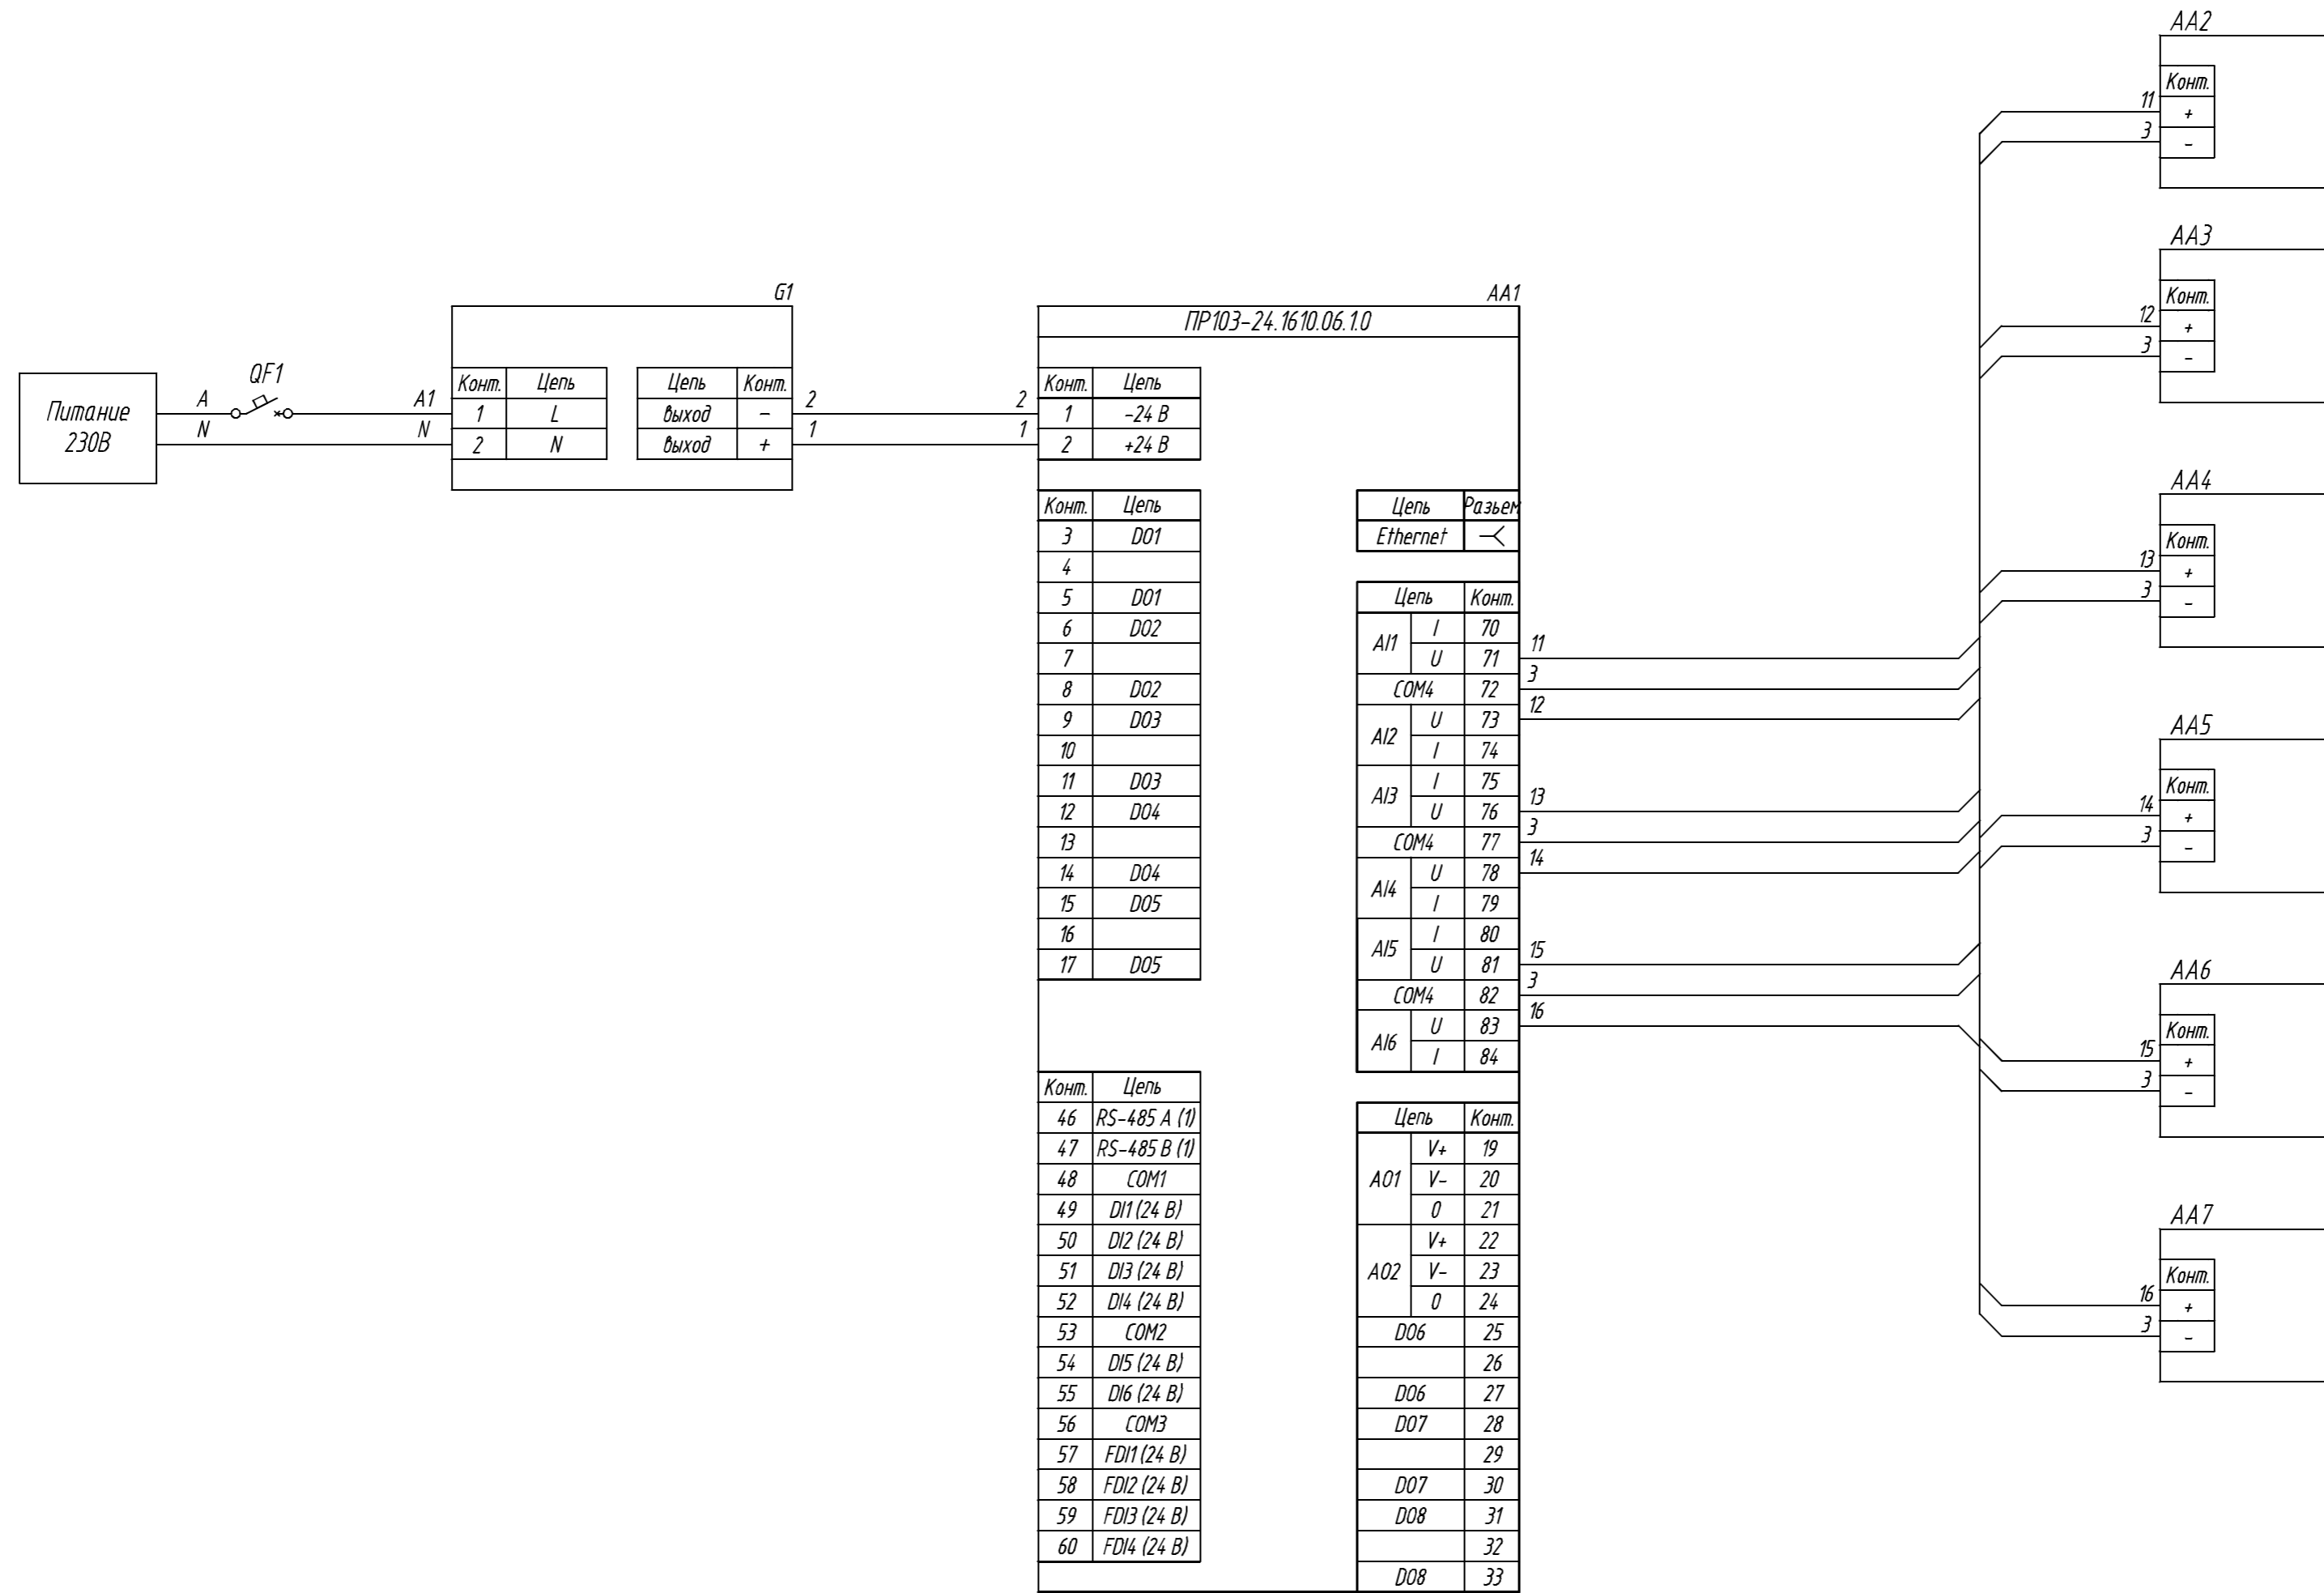 Питание
230В
A
N
QF1
A1
N
G1
Конт. Цепь
1 L
2 N
Цепь Конт.
выход -
выход +
2
1
2
1
AA1
ПР103-24.1610.06.1.0
Конт. Цепь
1 -24 В
2 +24 В
Конт. Цепь
3 DO1
4
5 DO1
6 DO2
7
8 DO2
9 DO3
10
11 DO3
12 DO4
13
14 DO4
15 DO5
16
17 DO5
Конт. Цепь
46 RS-485 A (1)
47 RS-485 B (1)
48 COM1
49 DI1 (24 В)
50 DI2 (24 В)
51 DI3 (24 В)
52 DI4 (24 В)
53 COM2
54 DI5 (24 В)
55 DI6 (24 В)
56 COM3
57 FDI1 (24 В)
58 FDI2 (24 В)
59 FDI3 (24 В)
60 FDI4 (24 В)
Цепь Разьем
Ethernet
Цепь Конт.
AI1 I 70
U 71
COM4 72
AI2 U 73
I 74
AI3 I 75
U 76
COM4 77
AI4 U 78
I 79
AI5 I 80
U 81
COM4 82
AI6 U 83
I 84
Цепь Конт.
AO1 V+ 19
V- 20
0 21
AO2 V+ 22
V- 23
0 24
DO6 25
26
DO6 27
DO7 28
29
DO7 30
DO8 31
32
DO8 33
11
3
12
13
3
14
15
3
16
AA2
Конт.
11 +
3 -
AA3
Конт.
12 +
3 -
AA4
Конт.
13 +
3 -
AA5
Конт.
14 +
3 -
AA6
Конт.
15 +
3 -
AA7
Конт.
16 +
3 -